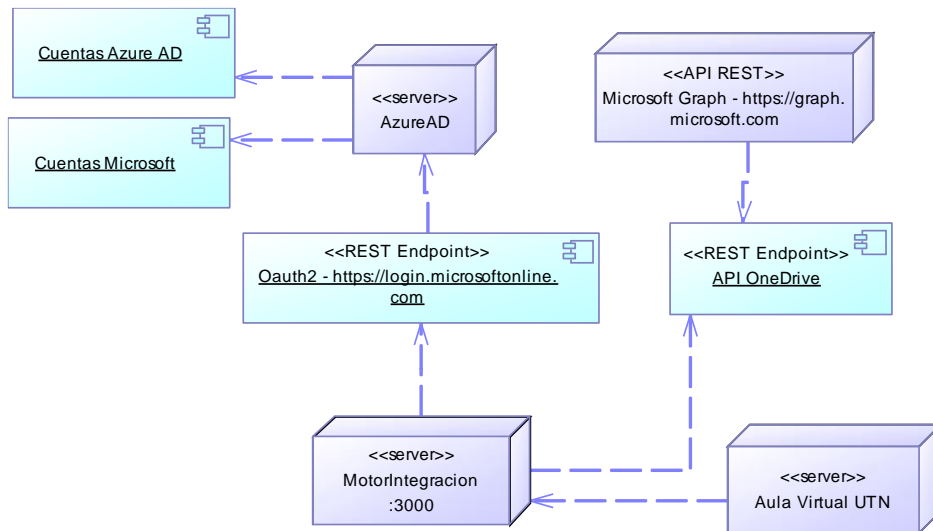 Cuentas Azure AD
<<server>>
AzureAD
<<API REST>>
Microsoft Graph - https://graph.
microsoft.com
Cuentas Microsoft
<<REST Endpoint>>
Oauth2 - https://login.microsoftonline.
com
<<REST Endpoint>>
API OneDrive
<<server>>
MotorIntegracion
:3000
<<server>>
Aula Virtual UTN